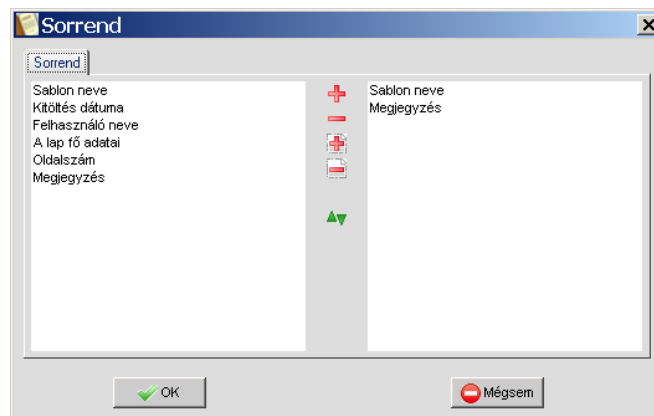 Sorrend
Sorrend
Sablon neve
Kitöltés dátuma
Felhasználó neve
A lap fő adatai
Oldalszám
Megjegyzés
Sablon neve
Megjegyzés
OK
Mégsem